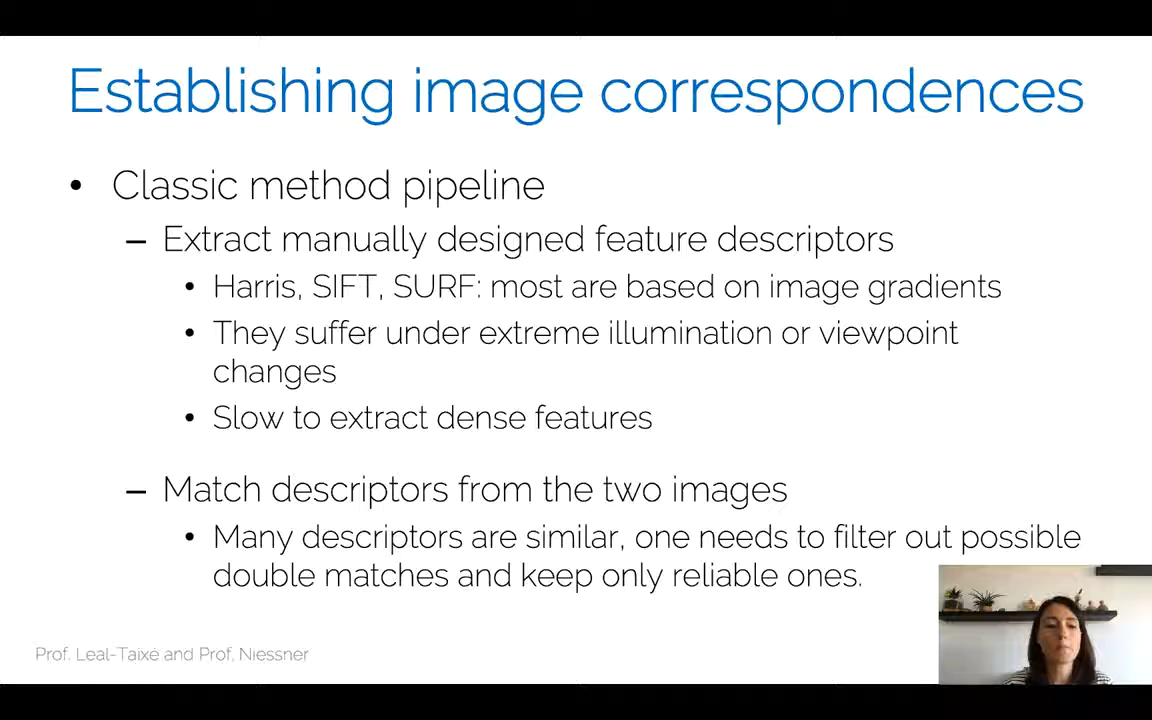 Establishing image correspondences
• Classic method pipeline
– Extract manually designed feature descriptors
• Harris, SIFT, SURF: most are based on image gradients
• They suffer under extreme illumination or viewpoint
changes
• Slow to extract dense features
– Match descriptors from the two images
• Many descriptors are similar, one needs to filter out possible
double matches and keep only reliable ones.
Prof. Leal-Taixé and Prof. Niessner